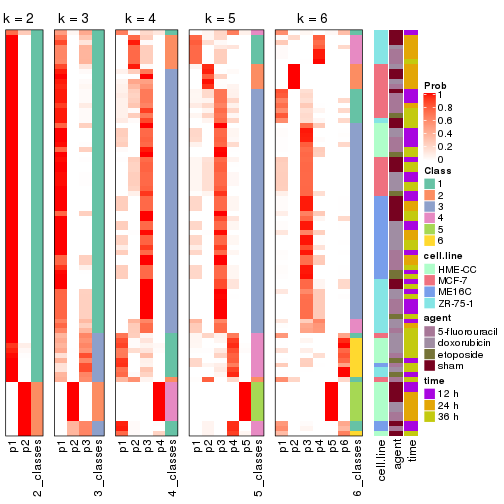 k = 2 k = 3 k = 4 k = 5 k = 6
Prob
1
0.8
0.6
0.4
0.2
0
Class
1
2
3
4
5
6
cell.line
HME-CC
MCF-7
ME16C
ZR-75-1
agent
5-fluorouracil
doxorubicin
etoposide
sham
time
12 h
24 h
36 h
p1 p2 2_classes p1 p2 p3 3_classes p1 p2 p3 p4 4_classes p1 p2 p3 p4 p5 5_classes p1 p2 p3 p4 p5 p6 6_classes cell.line agent time